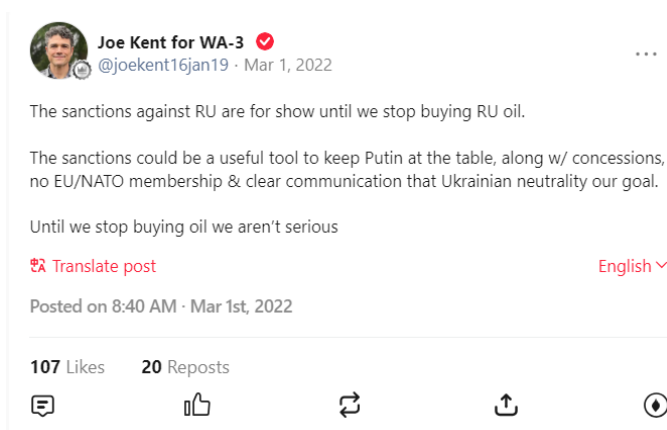 Joe Kent for WA-3
@joekent16jan19 · Mar 1, 2022
The sanctions against RU are for show until we stop buying RU oil.
The sanctions could be a useful tool to keep Putin at the table, along w/ concessions,
no EU/NATO membership & clear communication that Ukrainian neutrality our goal.
Until we stop buying oil we aren’t serious
Translate post English
Posted on 8:40 AM · Mar 1st, 2022
107 Likes 20 Reposts